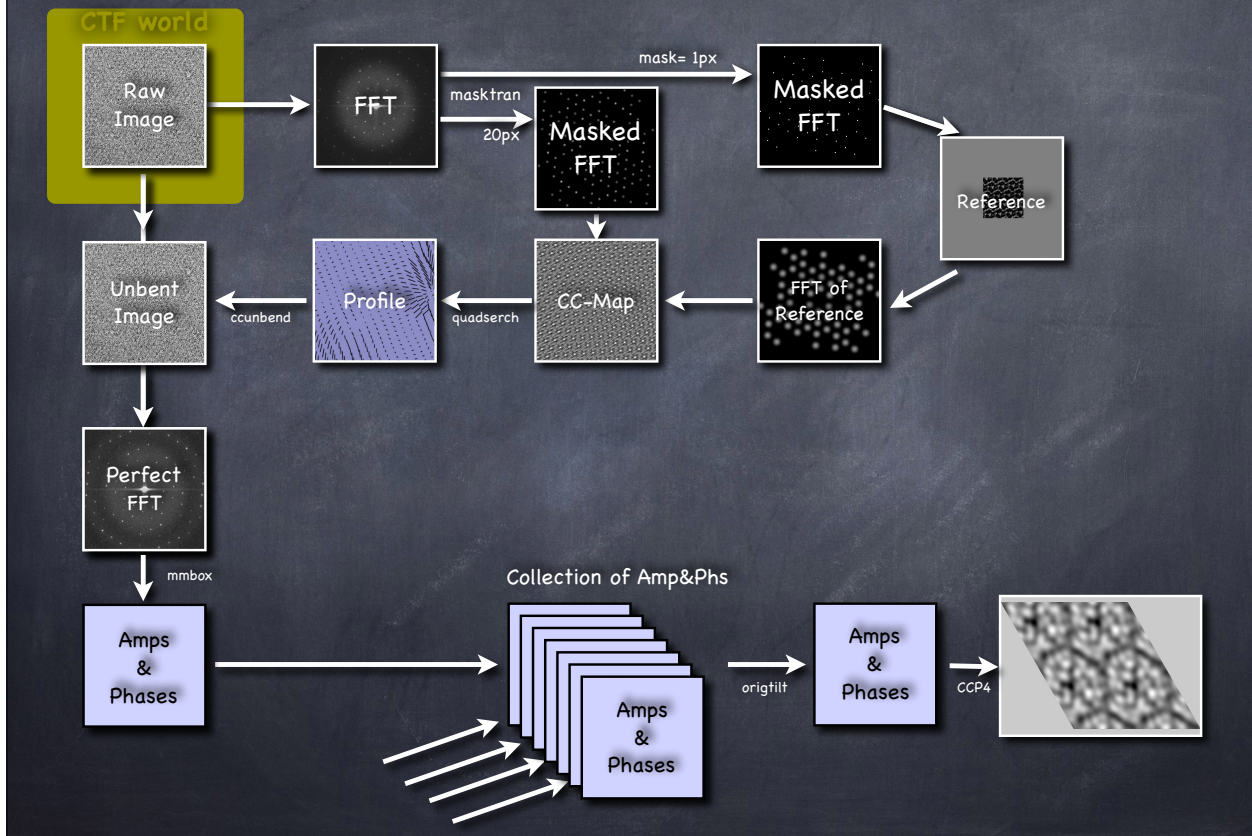 CTF world
Raw
Image
FFT
mask= 1px
masktran
20px
Masked
FFT
Masked
FFT
Reference
Unbent
Image
ccunbend
Profile
quadserch
CC-Map
FFT of
Reference
Perfect
FFT
mmbox
Collection of Amp&Phs
Amps
&
Phases
Amps
&
Phases
origtilt
Amps
&
Phases
CCP4